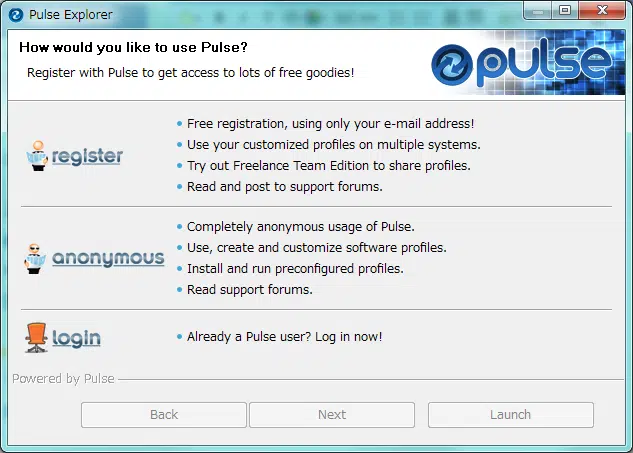 Pulse Explorer
How would you like to use Pulse?
Register with Pulse to get access to lots of free goodies!
pulse
register
Free registration, using only your e-mail address!
Use your customized profiles on multiple systems.
Try out Freelance Team Edition to share profiles.
Read and post to support forums.
anonymous
Completely anonymous usage of Pulse.
Use, create and customize software profiles.
Install and run preconfigured profiles.
Read support forums.
login
Already a Pulse user? Log in now!
Powered by Pulse
Back
Next
Launch